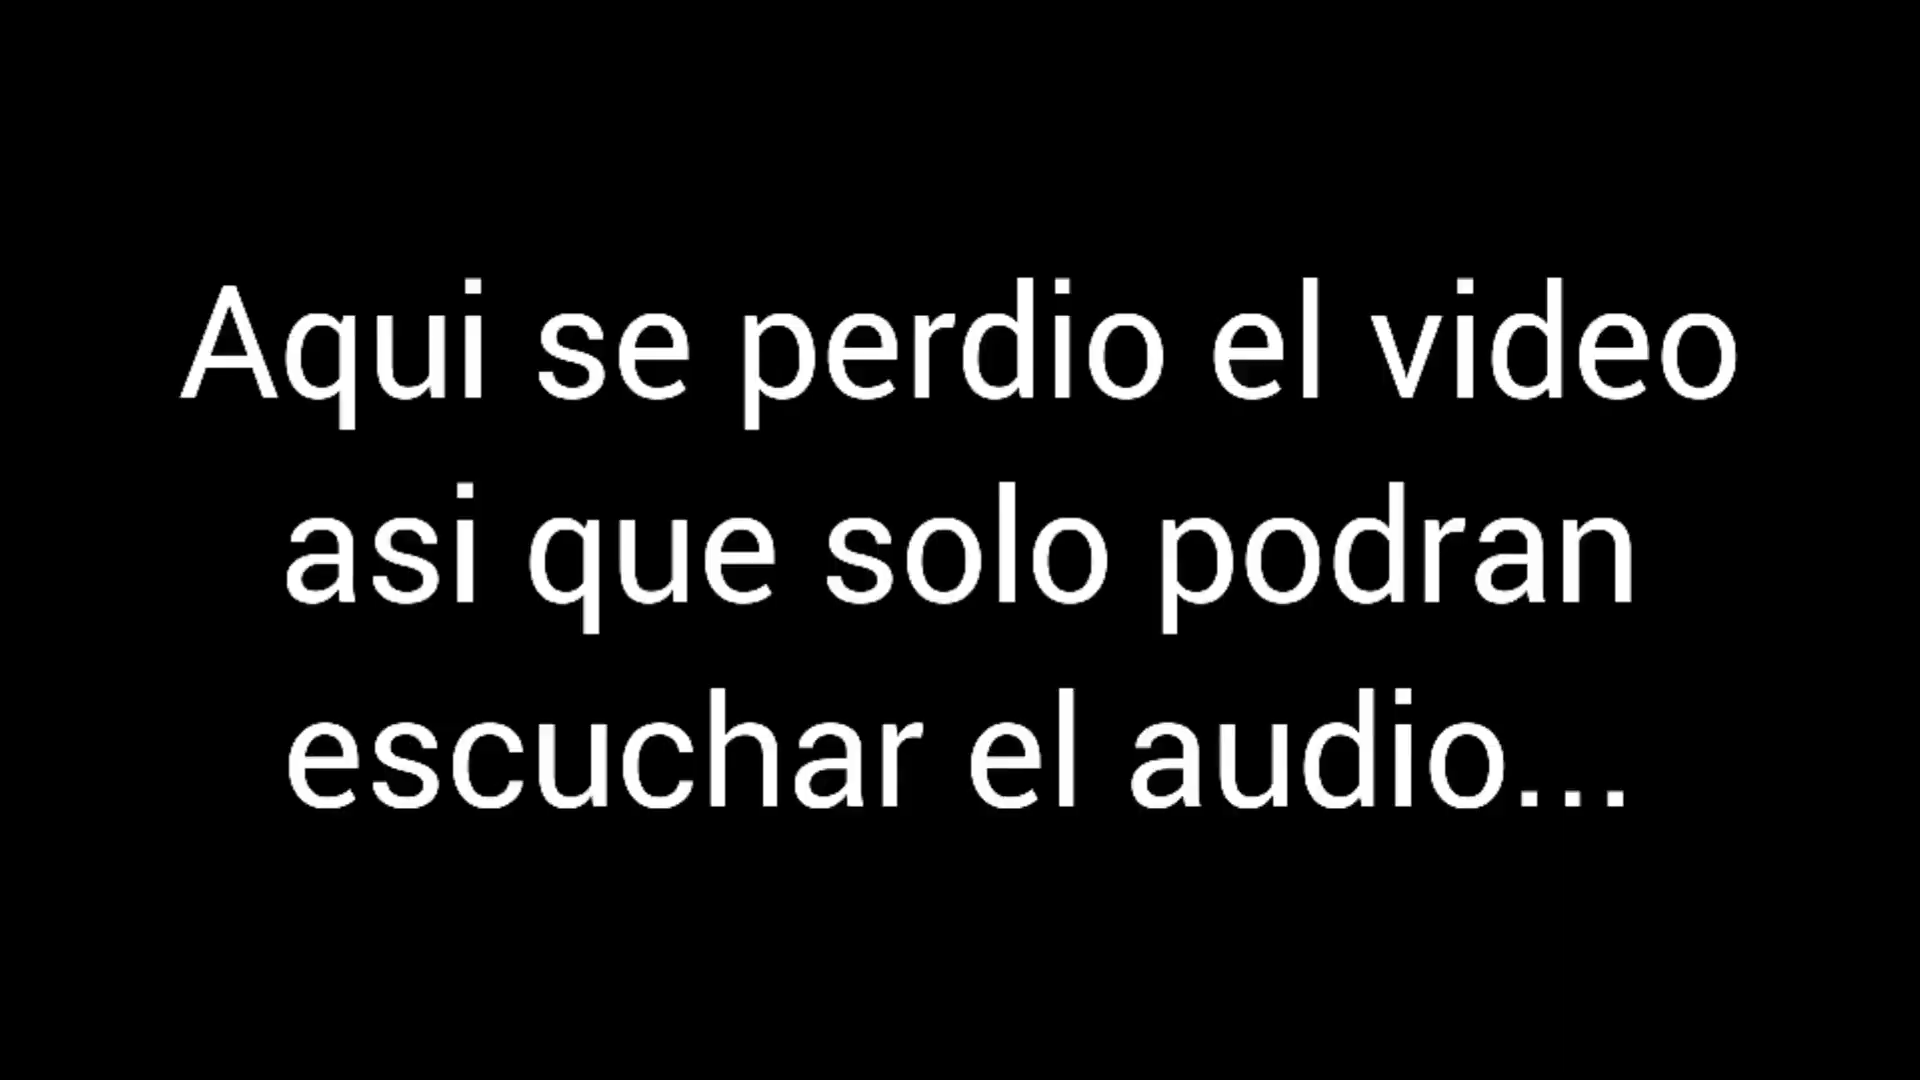 Aqui se perdio el video
asi que solo podran
escuchar el audio...